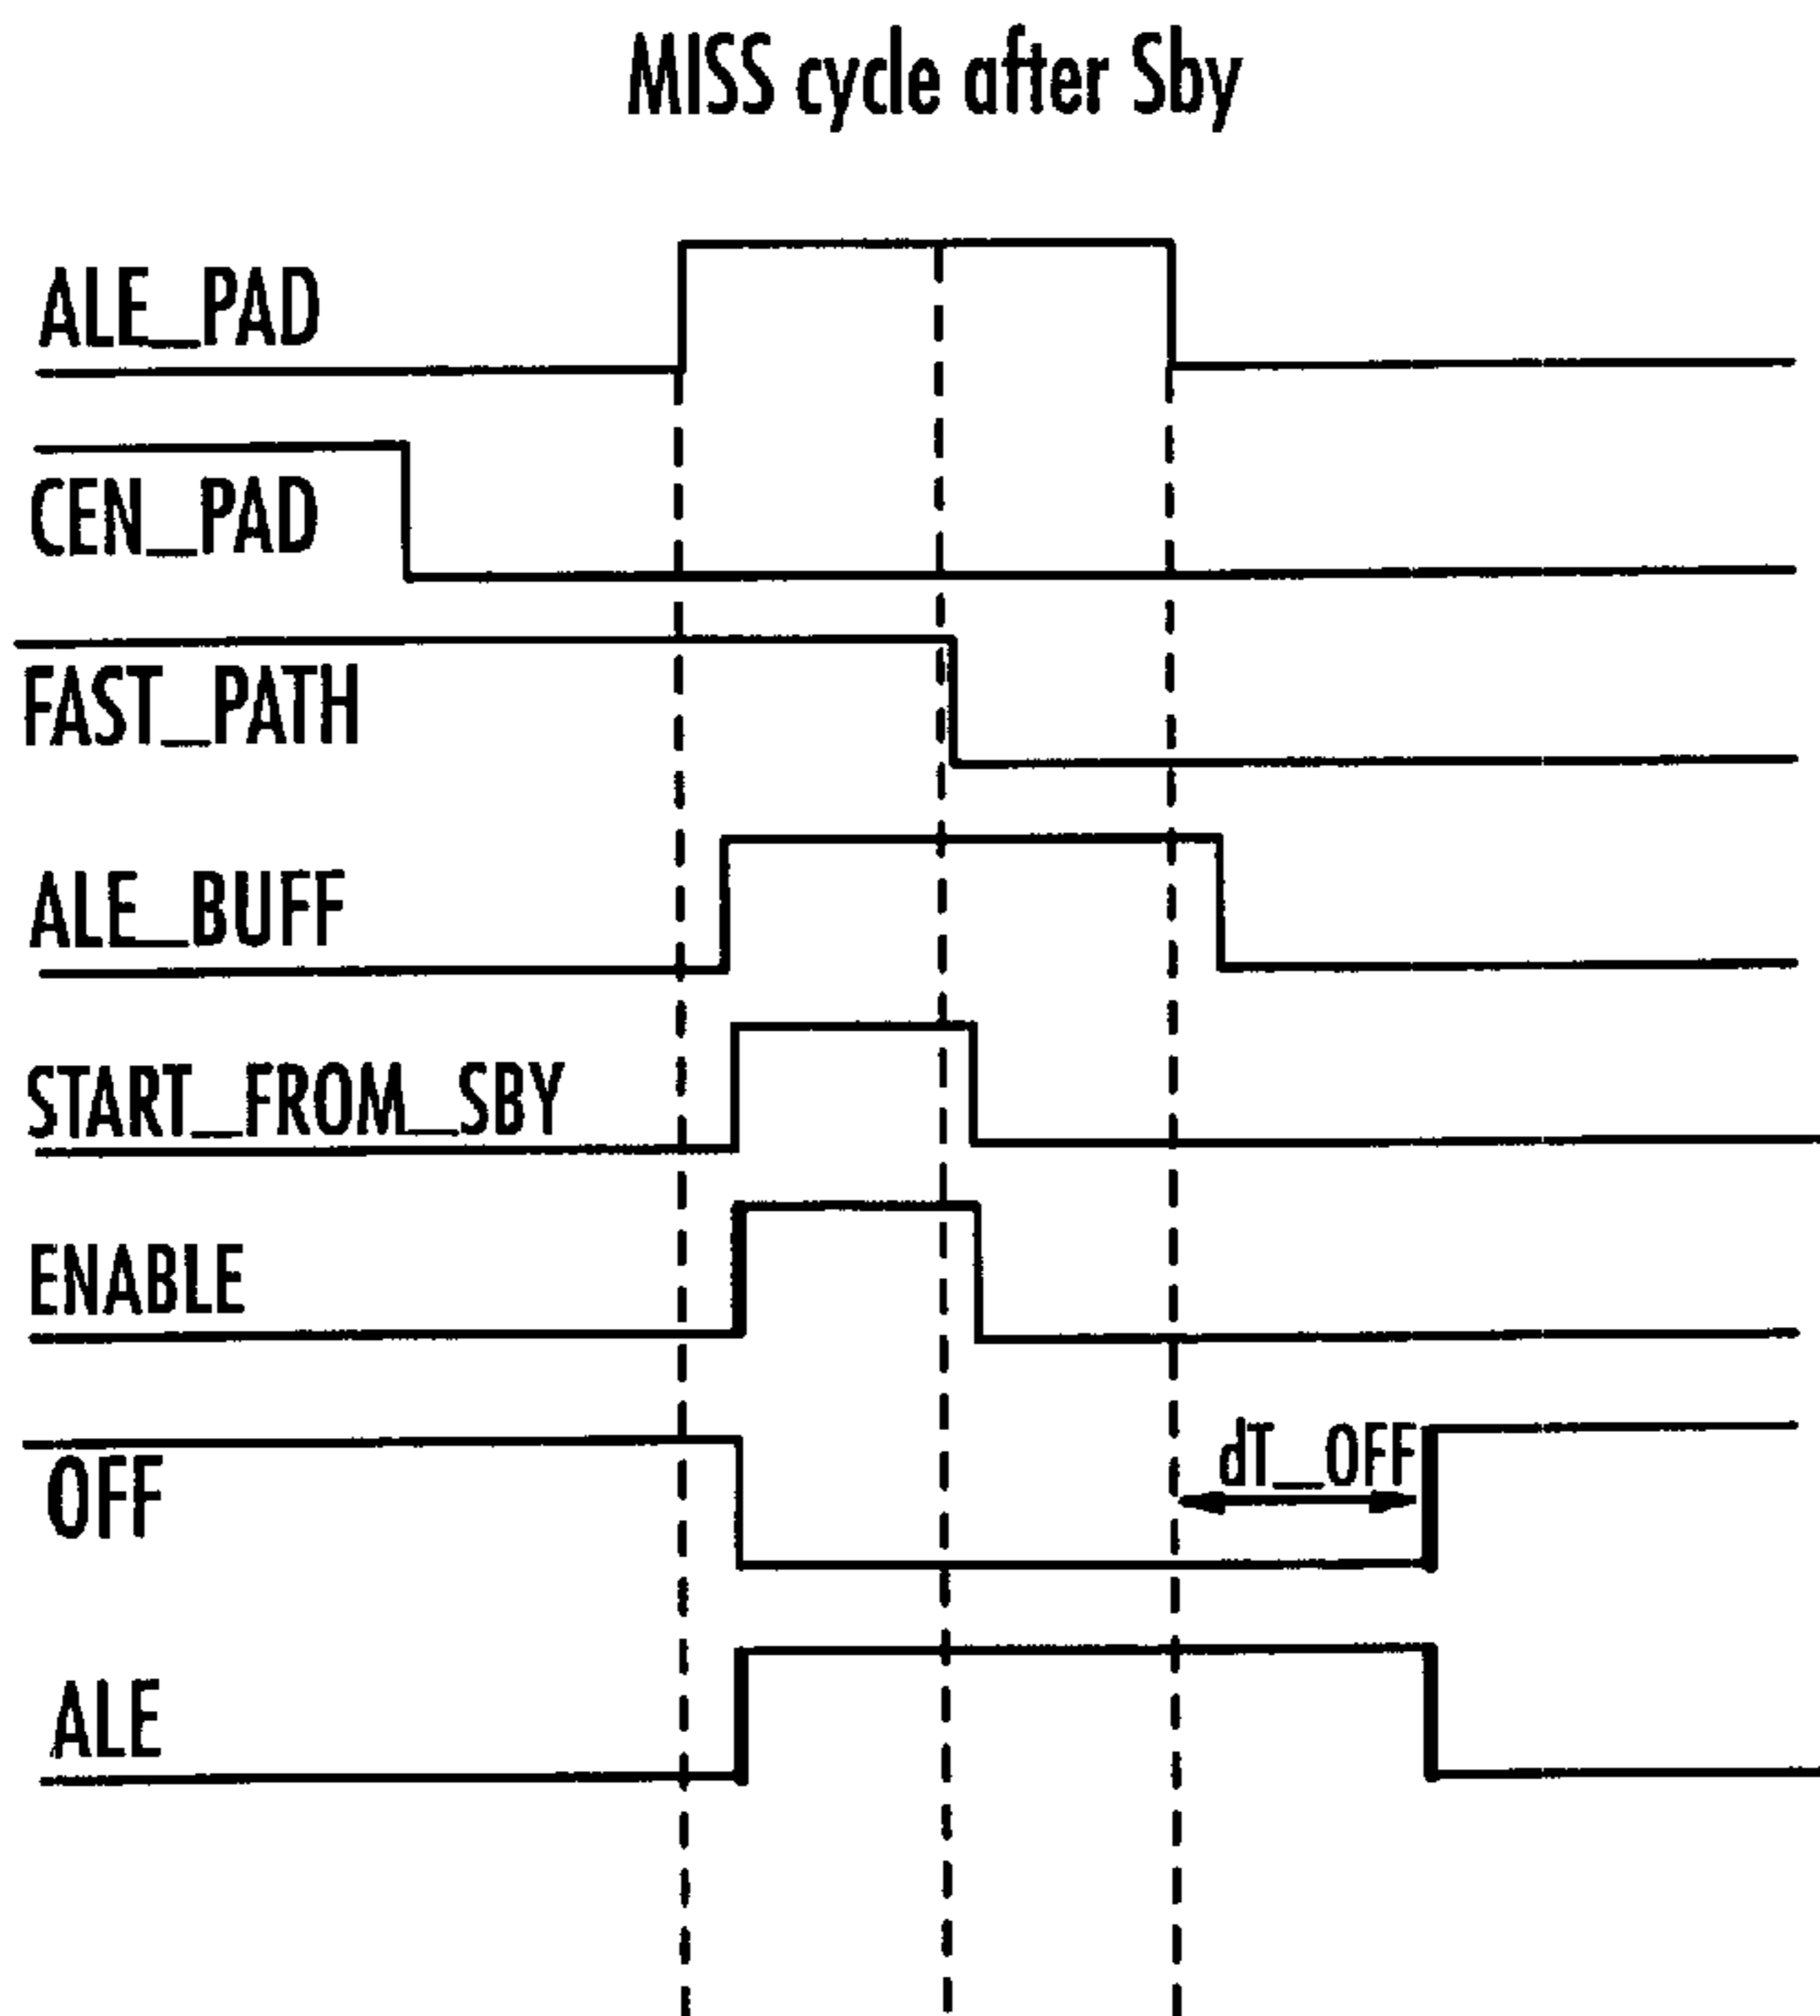 MISS cycle after Sby
ALE_PAD
CEN_PAD
FAST_PATH
ALE_BUFF
START_FROM_SBY
ENABLE
dT_OFF
OFF
ALE